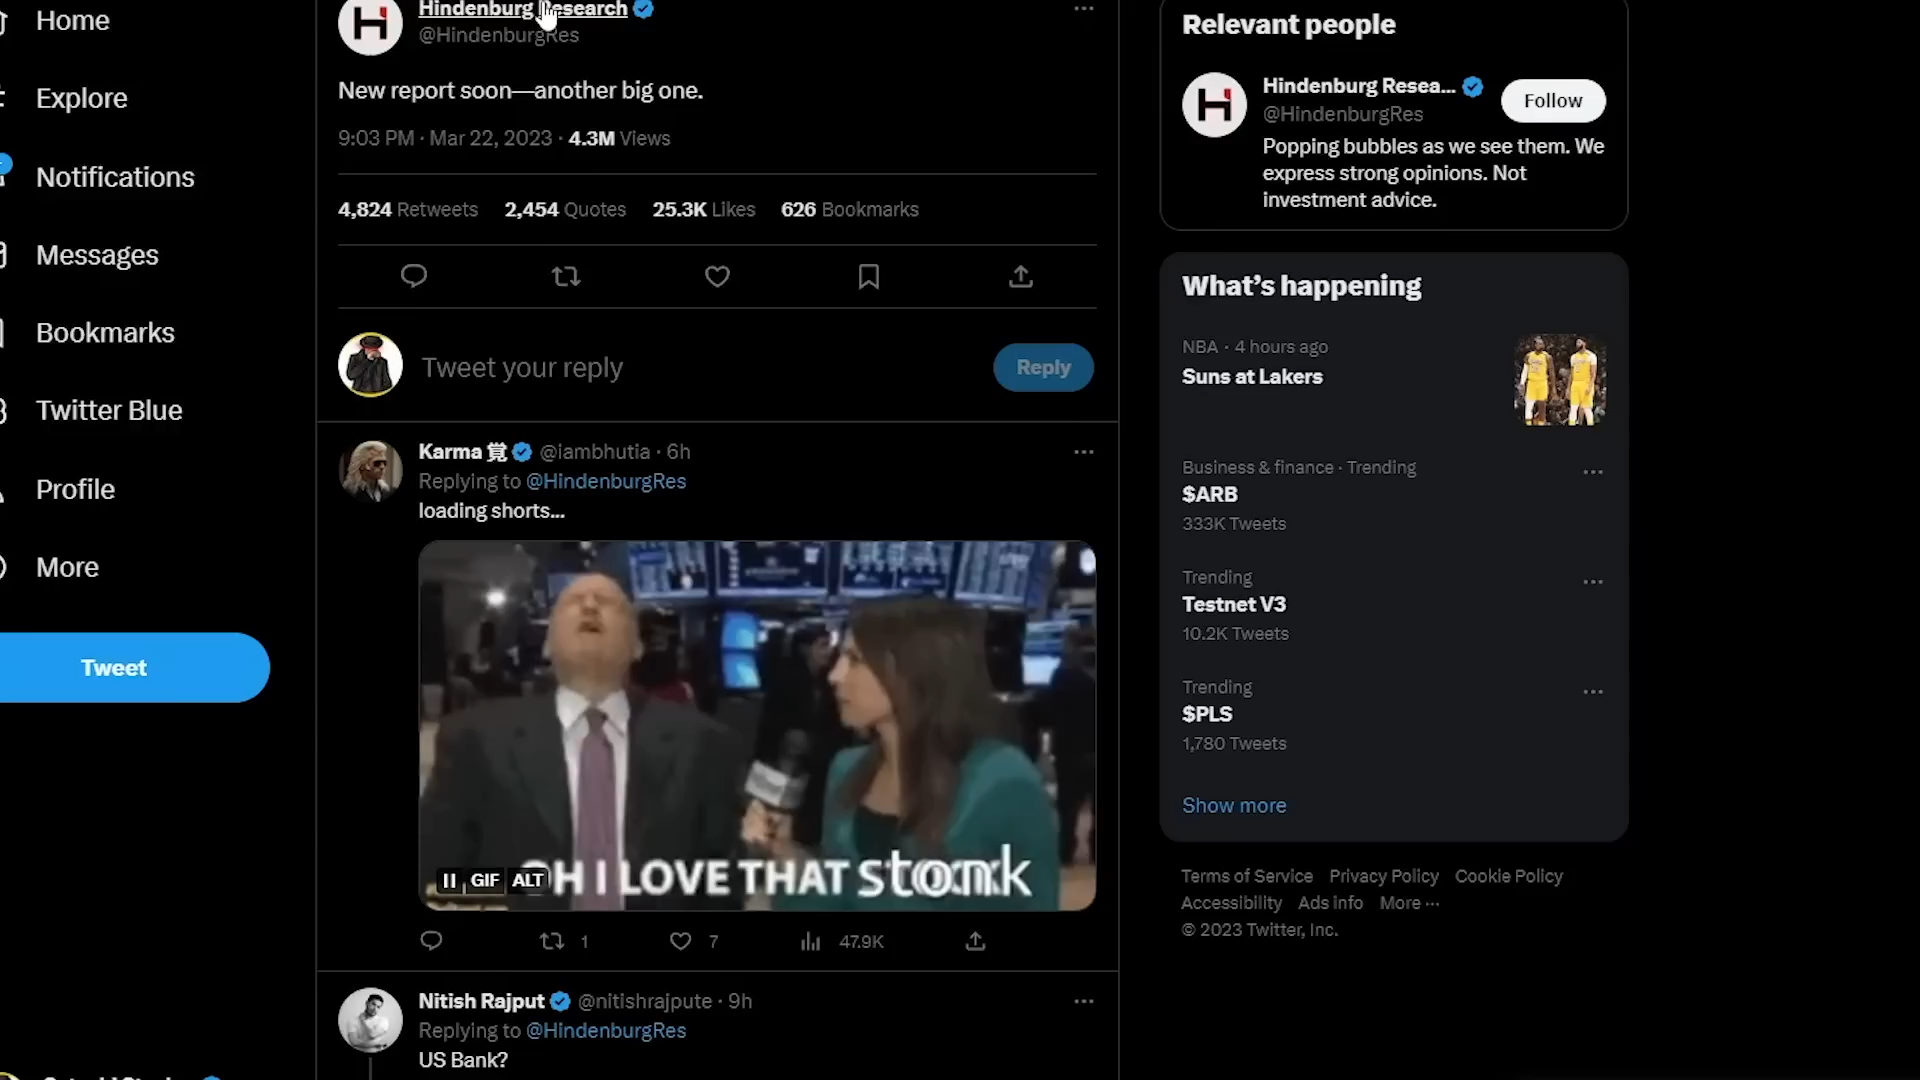 Home
Explore
Notifications
Messages
Bookmarks
Twitter Blue
Profile
More
Tweet
Hindenburg Research
@HindenburgRes
New report soon—another big one.
9:03 PM · Mar 22, 2023 · 4.3M Views
4,824 Retweets 2,454 Quotes 25.3K Likes 626 Bookmarks
Tweet your reply
Reply
Karma 覚 @iambhutia · 6h
Replying to @HindenburgRes
loading shorts...
GIF ALT
OH I LOVE THAT
1 7 47.9K
Nitish Rajput @nitishrajpute · 9h
Replying to @HindenburgRes
US Bank?
Relevant people
Hindenburg Resea...
@HindenburgRes
Follow
Popping bubbles as we see them. We
express strong opinions. Not
investment advice.
What's happening
NBA · 4 hours ago
Suns at Lakers
Business & finance · Trending
$ARB
333K Tweets
Trending
Testnet V3
10.2K Tweets
Trending
$PLS
1,780 Tweets
Show more
Terms of Service Privacy Policy Cookie Policy
Accessibility Ads info More ···
© 2023 Twitter, Inc.